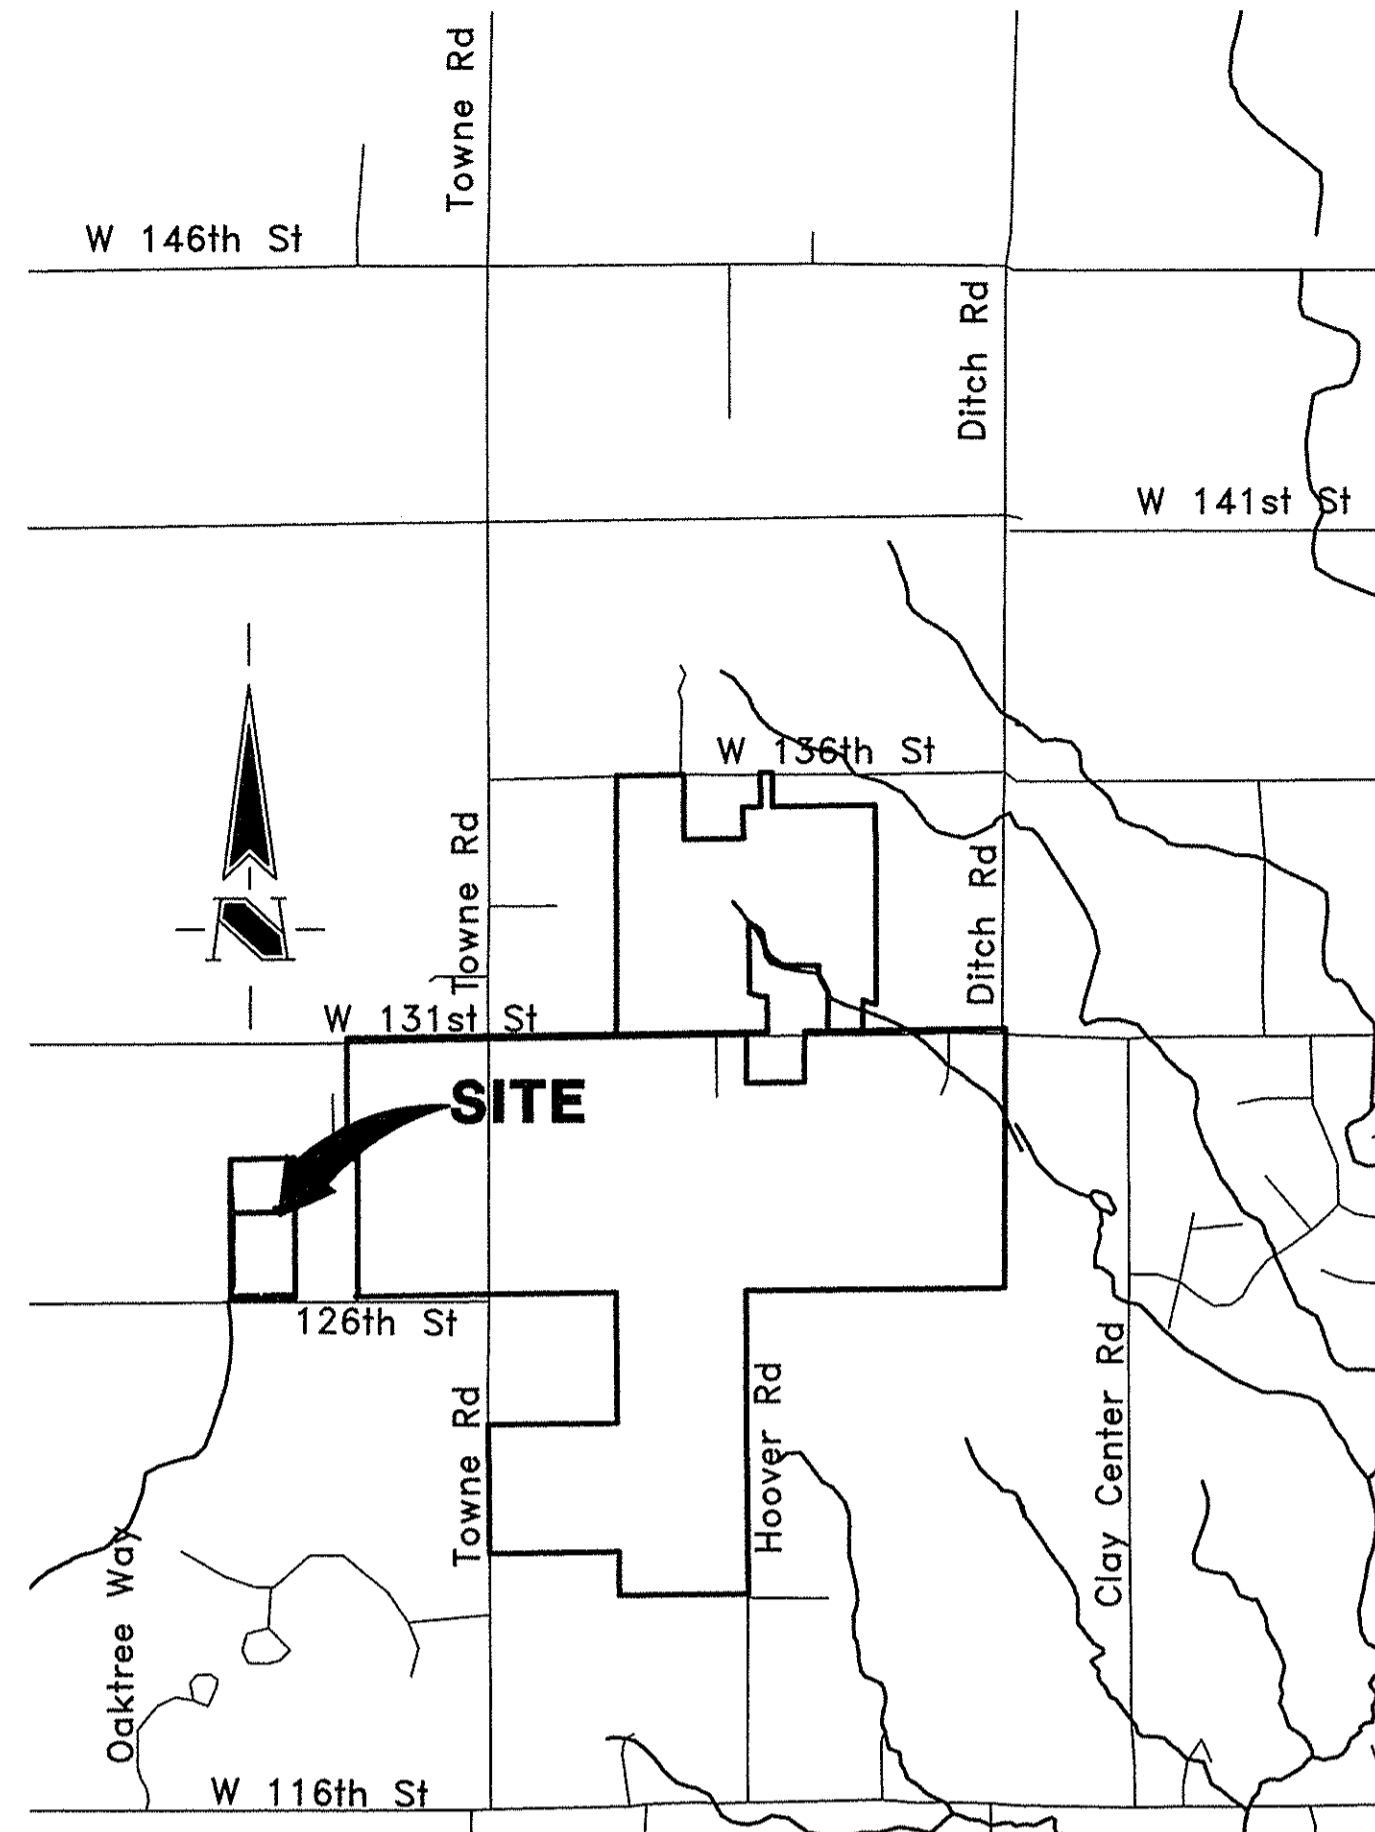 Towne Rd
W 146th St
Ditch Rd
W 141st St
W 136th St
Towne Rd
Ditch Rd
N
W 131st St
SITE
126th St
Towne Rd
Hoover Rd
Clay Center Rd
Oaktree Way
W 116th St